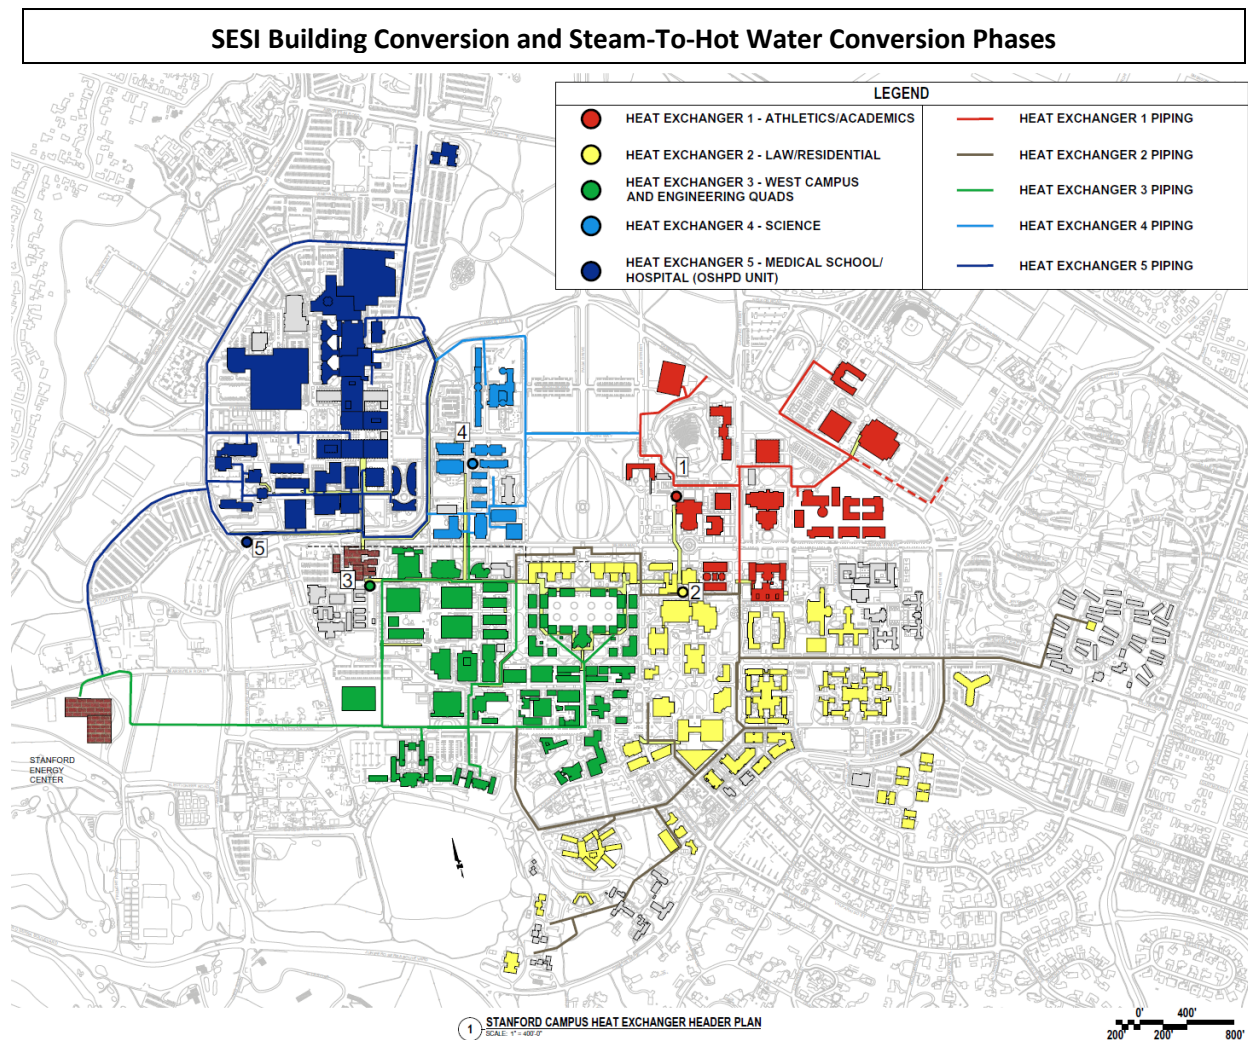 SESI Building Conversion and Steam-To-Hot Water Conversion Phases
LEGEND
HEAT EXCHANGER 1 - ATHLETICS/ACADEMICS
HEAT EXCHANGER 1 PIPING
HEAT EXCHANGER 2 - LAW/RESIDENTIAL
HEAT EXCHANGER 2 PIPING
HEAT EXCHANGER 3 - WEST CAMPUS
AND ENGINEERING QUADS
HEAT EXCHANGER 3 PIPING
HEAT EXCHANGER 4 - SCIENCE
HEAT EXCHANGER 4 PIPING
HEAT EXCHANGER 5 - MEDICAL SCHOOL/
HOSPITAL (OSHPD UNIT)
HEAT EXCHANGER 5 PIPING
4
1
5
3
2
STANFORD
ENERGY
CENTER
1
STANFORD CAMPUS HEAT EXCHANGER HEADER PLAN
SCALE: 1" = 400'-0"
0' 400'
200' 200' 800'